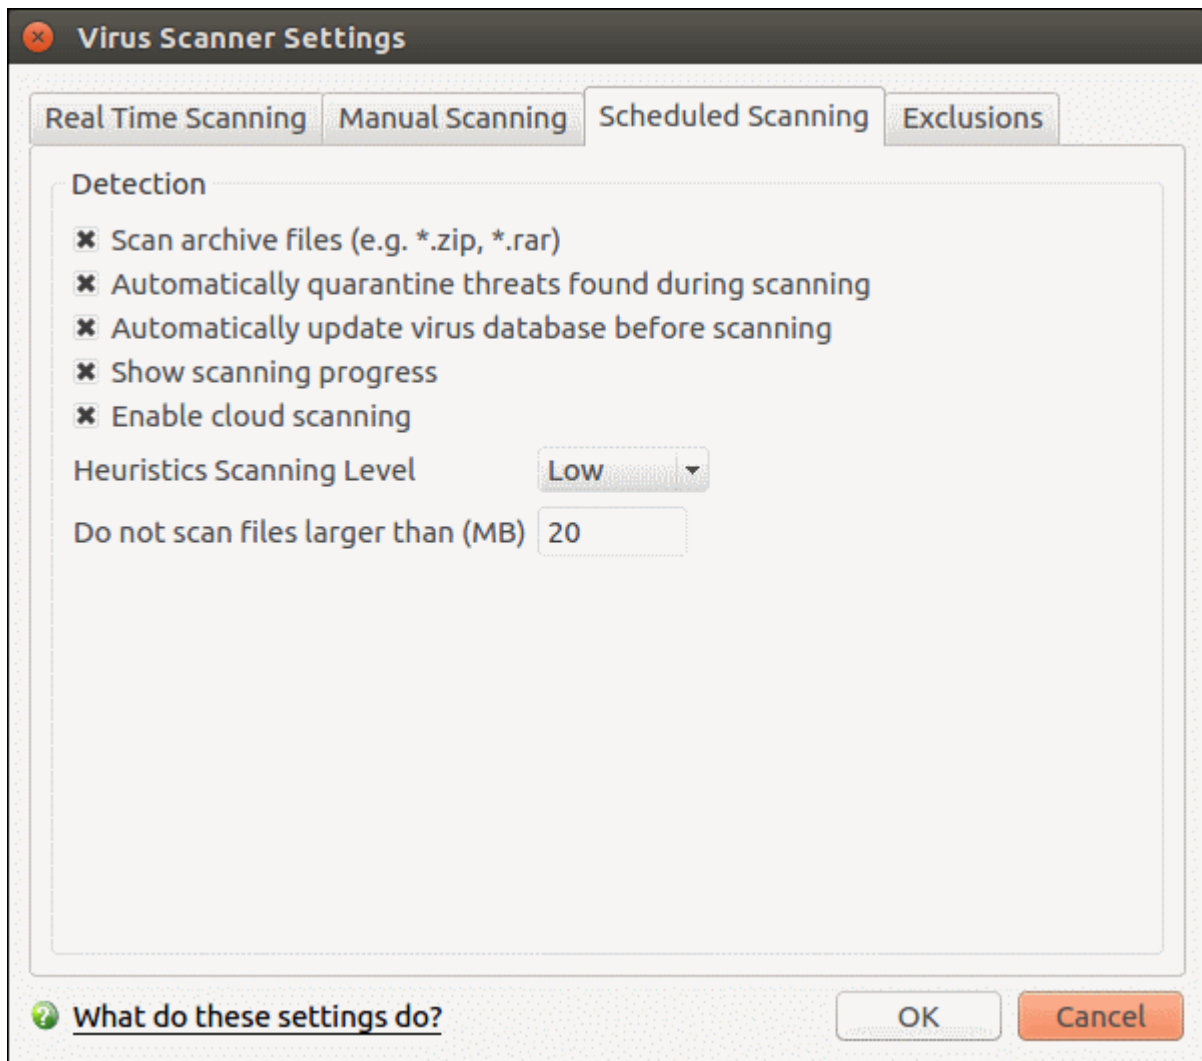 Virus Scanner Settings
Real Time Scanning Manual Scanning Scheduled Scanning Exclusions
Detection
Scan archive files (e.g. *.zip, *.rar)
Automatically quarantine threats found during scanning
Automatically update virus database before scanning
Show scanning progress
Enable cloud scanning
Heuristics Scanning Level Low
Do not scan files larger than (MB) 20
What do these settings do? OK Cancel